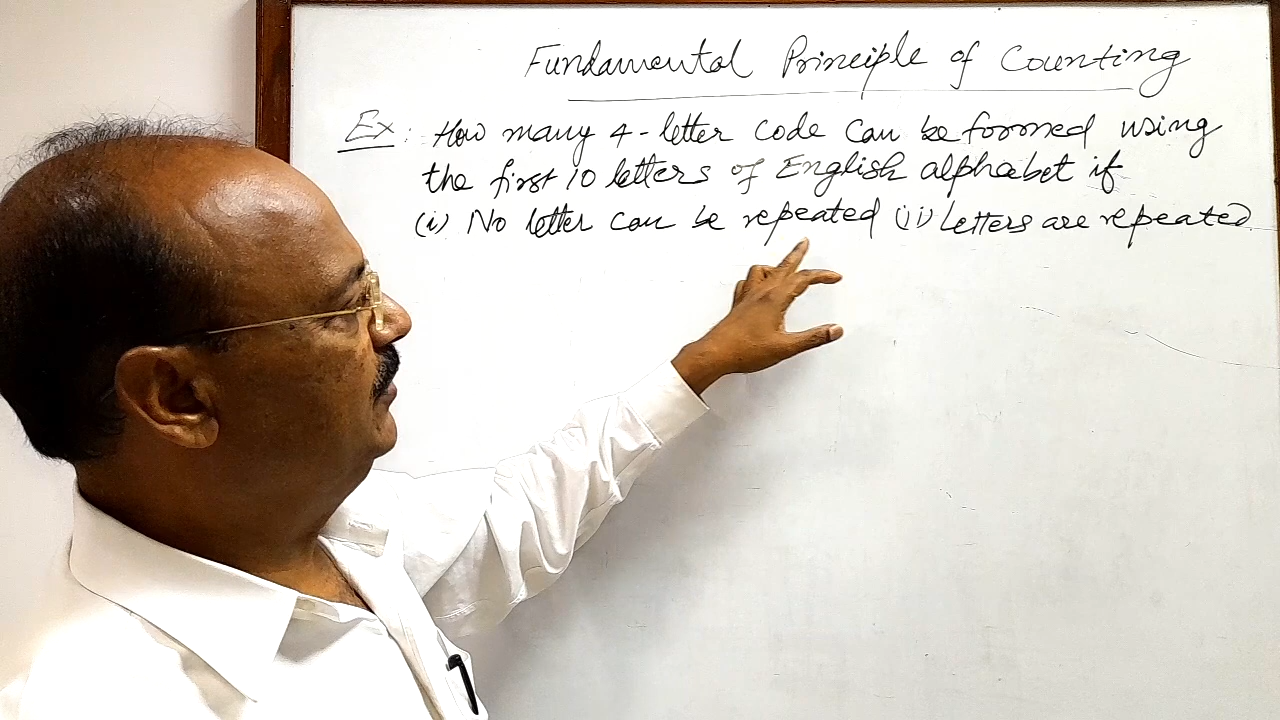 Fundamental Principle of Counting
Ex: How many 4-letter code can be formed using
the first 10 letters of English alphabet if
(i) No letter can be repeated (ii) Letters are repeated.